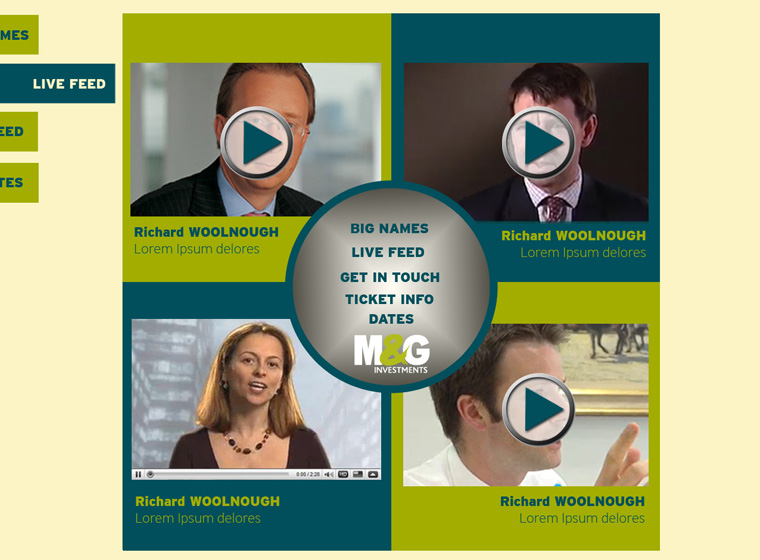 MES
LIVE FEED
EED
TES
Richard WOOLNOUGH
Lorem Ipsum delores
Richard WOOLNOUGH
Lorem Ipsum delores
BIG NAMES
LIVE FEED
GET IN TOUCH
TICKET INFO
DATES
M&G
INVESTMENTS
0:06 / 2:28
HD
Richard WOOLNOUGH
Lorem Ipsum delores
Richard WOOLNOUGH
Lorem Ipsum delores